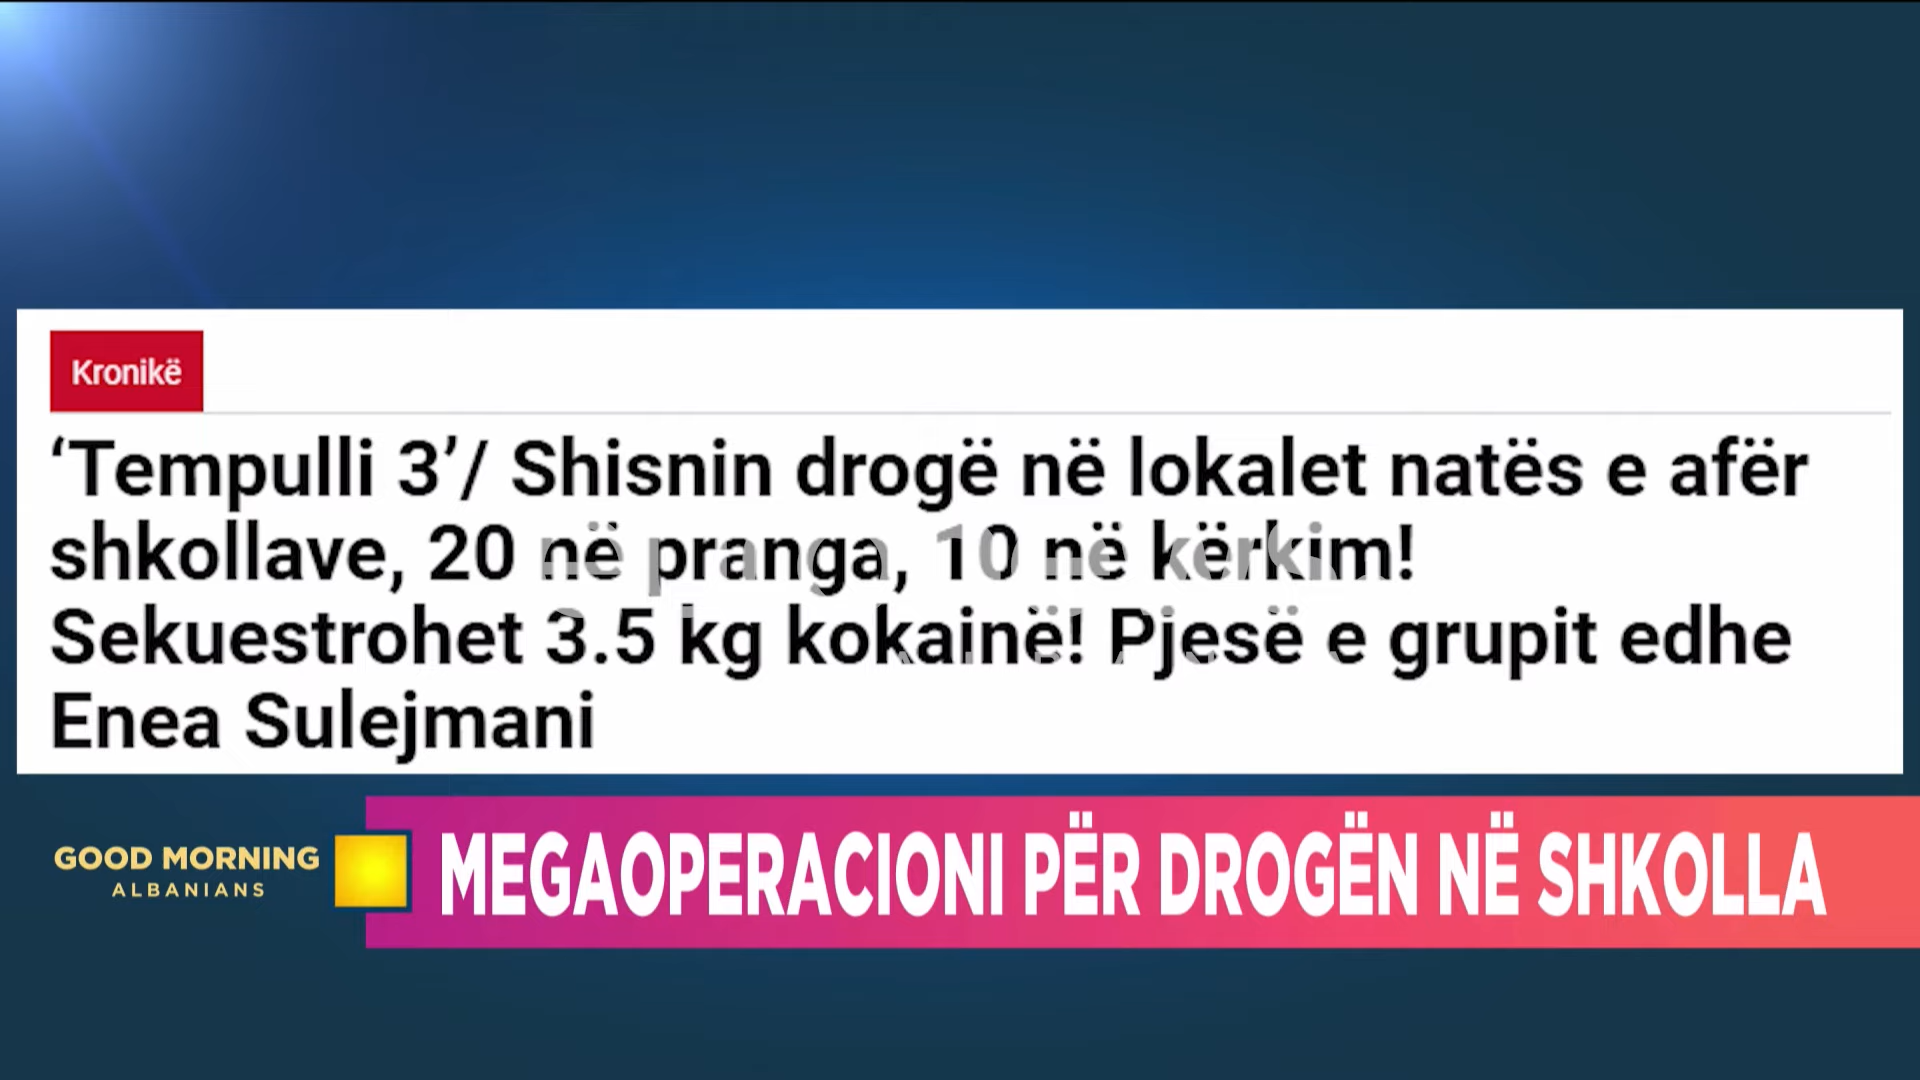 Kronikë
‘Tempulli 3’/ Shisnin drogë në lokalet natës e afër
shkollave, 20 në pranga, 10 në kërkim!
Sekuestrohet 3.5 kg kokainë! Pjesë e grupit edhe
Enea Sulejmani
GOOD MORNING
ALBANIANS
MEGAOPERACIONI PËR DROGËN NË SHKOLLA